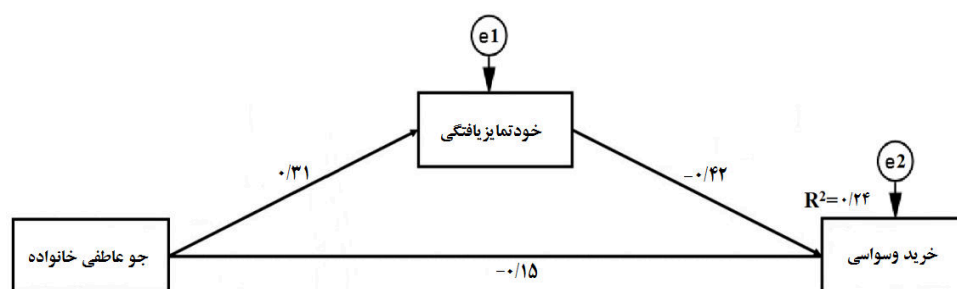 e1
خودتمایزیافتگی
۰/۳۱
-۰/۴۲
e2
R²=۰/۲۴
جو عاطفی خانواده
خرید وسواسی
-۰/۱۵